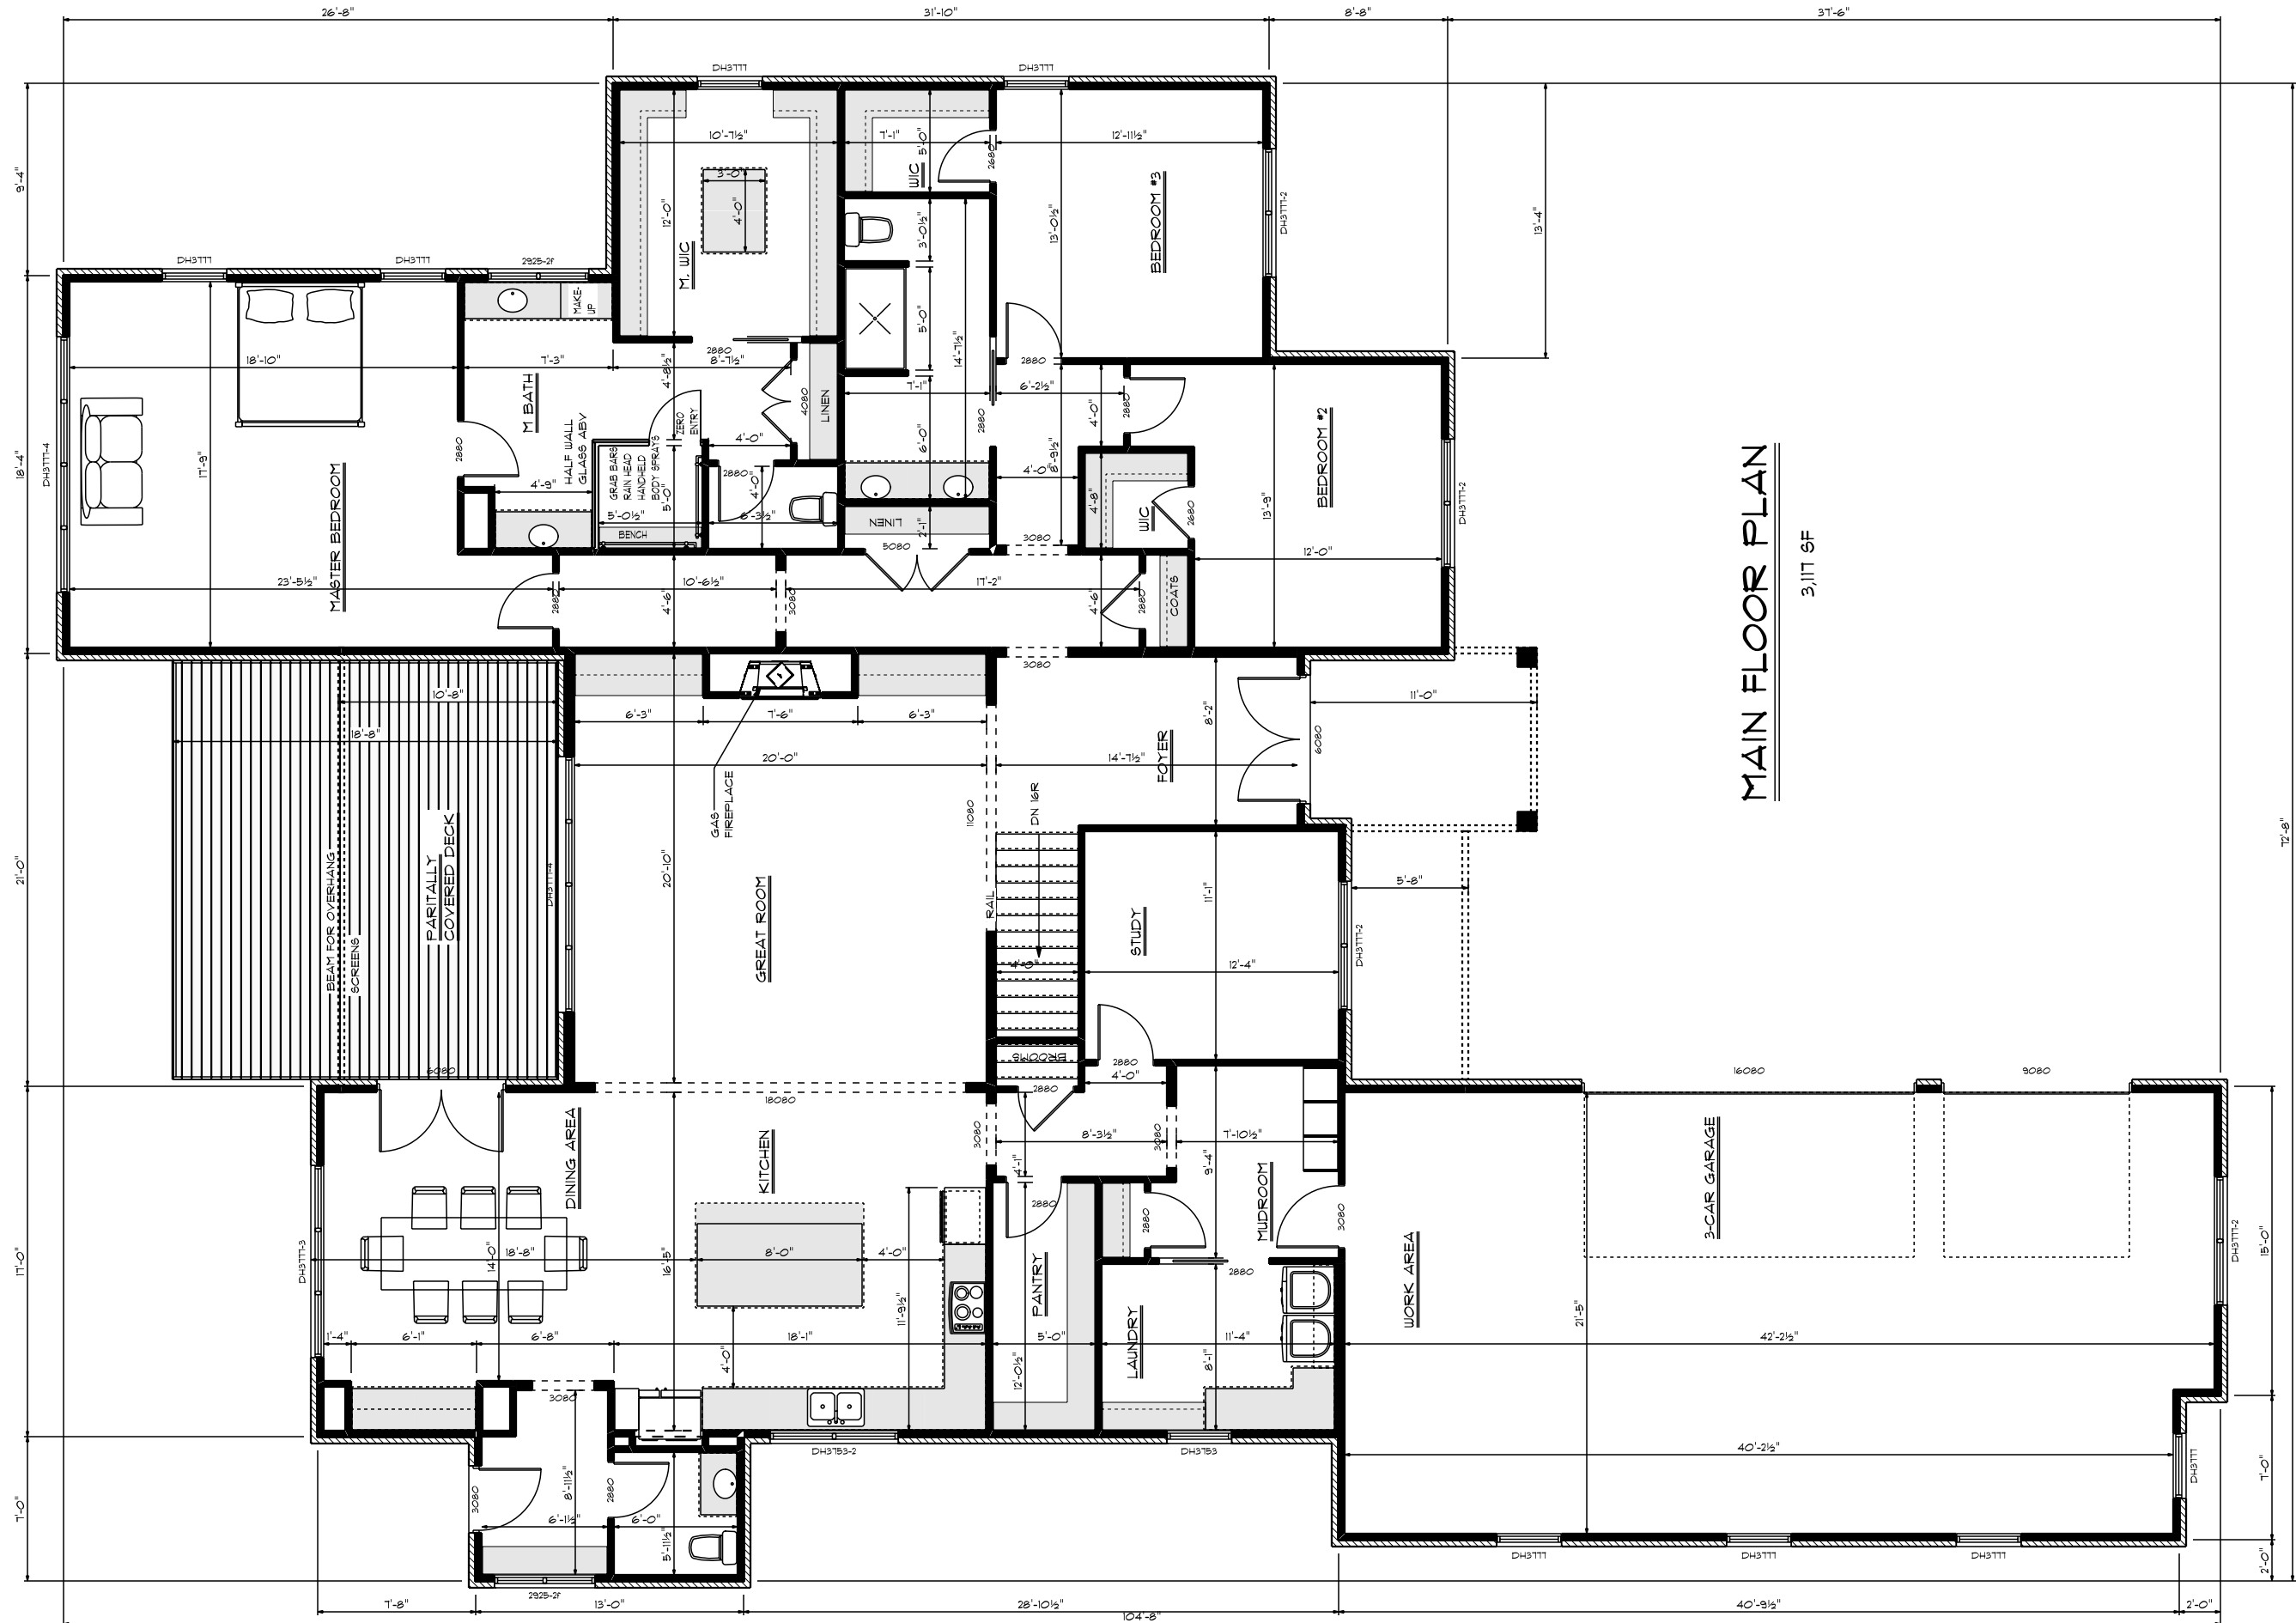 26'-8"
31'-10"
8'-8"
37'-6"
DH3777
DH3777
9'-4"
10'-7½"
7'-1"
5'-0"
2680
12'-11½"
WIC
3'-0"
4'-0"
12'-0"
M. WIC
3'-0½"
13'-0½"
BEDROOM #3
DH3777-2
13'-4"
DH3777
DH3777
2925-2f
MAKE-
UP
5'-0"
14'-7½"
18'-10"
7'-3"
2880
8'-7½"
4'-8½"
2880
7'-1"
6'-2½"
M BATH
HALF WALL
GLASS ABV
ZERO
ENTRY
4080
LINEN
2880
4'-0"
2880
BEDROOM #2
18'-4"
DH3777-4
17'-9"
MASTER BEDROOM
2880
4'-9"
GRAB BARS
RAIN HEAD
HANDHELD
BODY SPRAYS
5'-0"
5'-0½"
BENCH
4'-0"
2880
4'-0"
6'-3½"
6'-0"
4'-0"
8'-9½"
4'-8"
WIC
2680
13'-9"
DH3777-2
LINEN
2'-1"
5080
3080
12'-0"
23'-5½"
2880
10'-6½"
4'-6"
3080
17'-2"
4'-6"
2880
COATS
MAIN FLOOR PLAN
3,117 SF
3080
10'-8"
18'-8"
6'-3"
7'-6"
6'-3"
8'-2"
11'-0"
6080
20'-0"
14'-7½"
FOYER
GAS
FIREPLACE
11080
DN 16R
21'-0"
BEAM FOR OVERHANG
SCREENS
PARITALLY
COVERED DECK
DH3777-4
20'-10"
GREAT ROOM
RAIL
4'-0"
STUDY
11'-1"
12'-4"
DH3777-2
5'-8"
72'-8"
6080
18080
BROOMS
2880
2880
4'-0"
16080
9080
DINING AREA
KITCHEN
3080
8'-3½"
3080
7'-10½"
4'-1"
9'-4"
2880
2880
MUDROOM
3080
3-CAR GARAGE
WORK AREA
17'-0"
DH3777-3
18'-8"
14'-0"
16'-5"
8'-0"
4'-0"
11'-9½"
PANTRY
2880
DH3777-2
15'-0"
1'-4"
6'-1"
6'-8"
18'-1"
4'-0"
5'-0"
12'-0½"
LAUNDRY
11'-4"
8'-1"
21'-5"
42'-2½"
3080
DH3753-2
DH3753
40'-2½"
DH3777
7'-0"
7'-0"
3080
8'-11½"
2880
6'-1½"
6'-0"
5'-11½"
DH3777
DH3777
DH3777
2'-0"
2925-2f
7'-8"
13'-0"
28'-10½"
104'-8"
40'-9½"
2'-0"